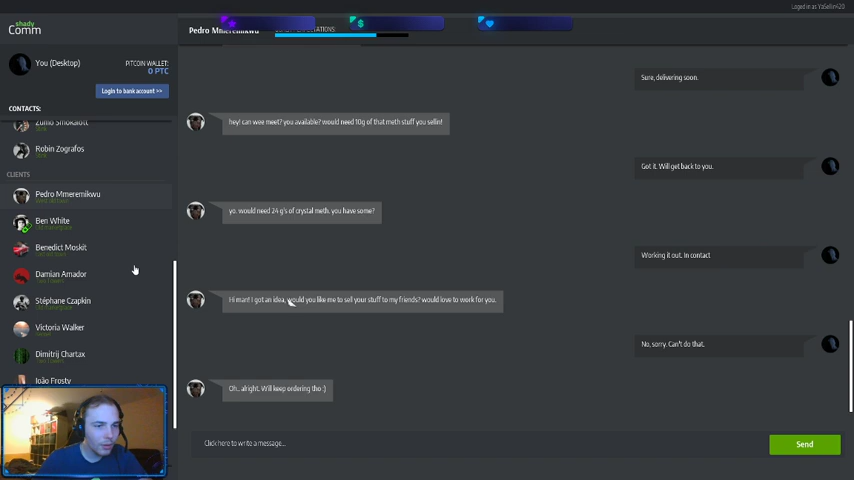 Loged in as YaSellin420
shady
Comm
Pedro Mmeremikwu
You (Desktop)
PITCOIN WALLET:
0 PTC
Login to bank account >>
CONTACTS:
Robin Zografos
CLIENTS
Pedro Mmeremikwu
Ben White
Benedict Moskit
Damian Amador
Stéphane Czapkin
Victoria Walker
Dimitrij Chartax
João Frosty
Sure, delivering soon.
hey! can wee meet? you available? would need 10g of that meth stuff you sellin!
Got it. Will get back to you.
yo. would need 24 g's of crystal meth. you have some?
Working it out. In contact
Hi man! I got an idea, would you like me to sell your stuff to my friends? would love to work for you.
No, sorry. Can't do that.
Oh.. alright. Will keep ordering tho :)
Click here to write a message...
Send